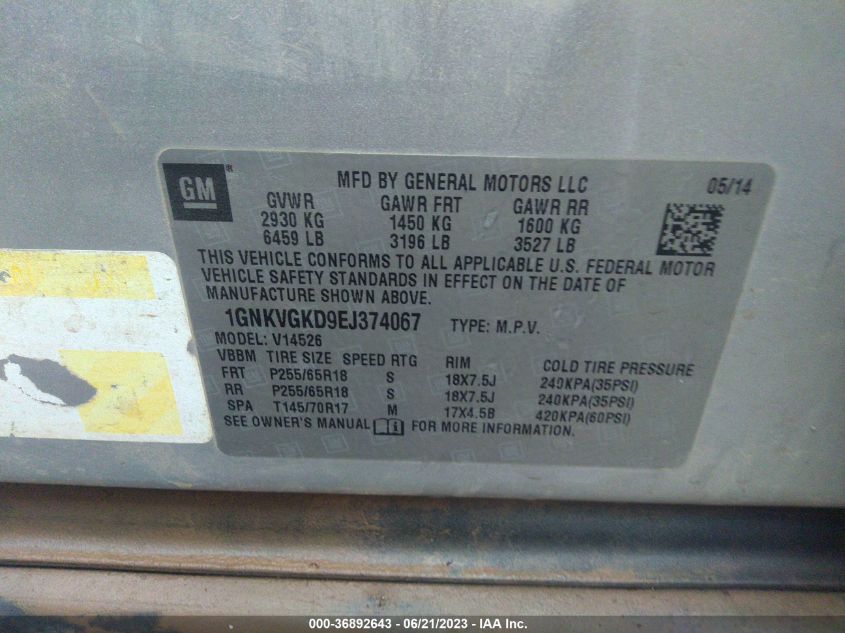 GM®
MFD BY GENERAL MOTORS LLC 05/14
GVWR GAWR FRT GAWR RR
2930 KG 1450 KG 1600 KG
6459 LB 3196 LB 3527 LB
THIS VEHICLE CONFORMS TO ALL APPLICABLE U.S. FEDERAL MOTOR
VEHICLE SAFETY STANDARDS IN EFFECT ON THE DATE OF
MANUFACTURE SHOWN ABOVE.
1GNKVGKD9EJ374067 TYPE: M.P.V.
MODEL: V14526
VBBM TIRE SIZE SPEED RTG RIM COLD TIRE PRESSURE
FRT P255/65R18 S 18X7.5J 240KPA(35PSI)
RR P255/65R18 S 18X7.5J 240KPA(35PSI)
SPA T145/70R17 M 17X4.5B 420KPA(60PSI)
SEE OWNER'S MANUAL i FOR MORE INFORMATION.
000-36892643 - 06/21/2023 - IAA Inc.